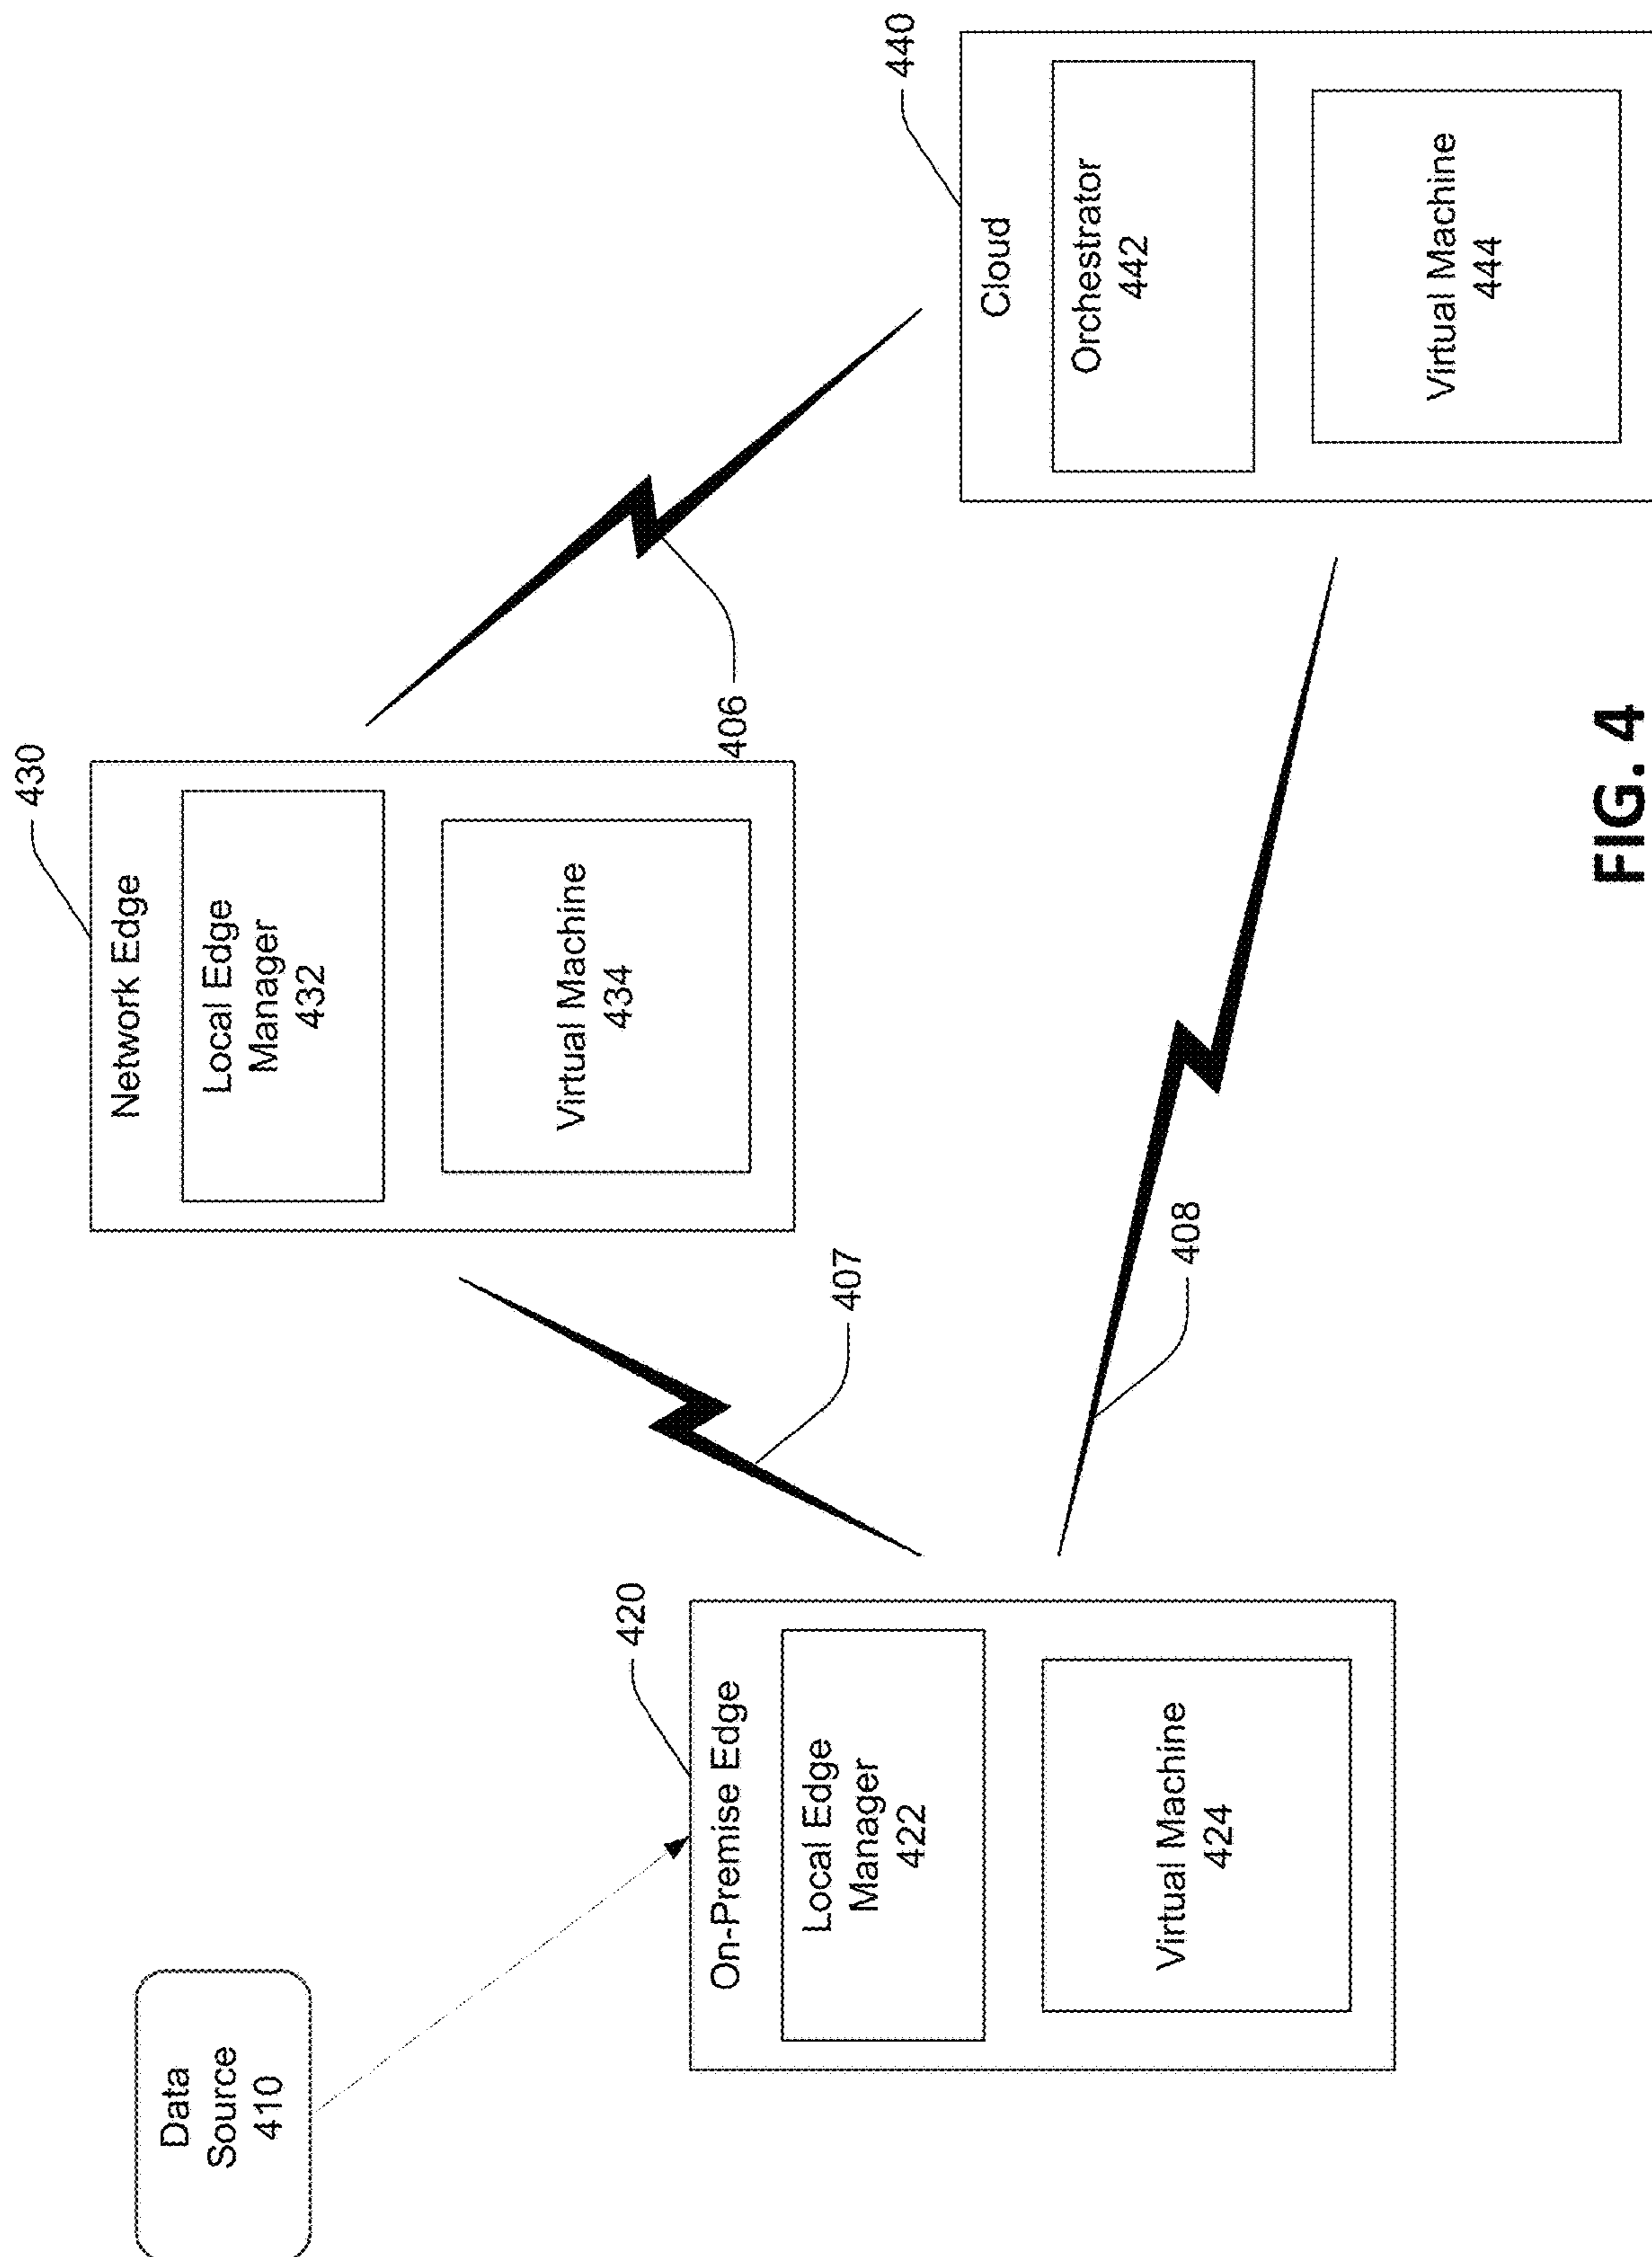 Data
Source
410
420
On-Premise Edge
Local Edge
Manager
422
Virtual Machine
424
407
408
430
Network Edge
Local Edge
Manager
432
Virtual Machine
434
406
440
Cloud
Orchestrator
442
Virtual Machine
444
FIG. 4